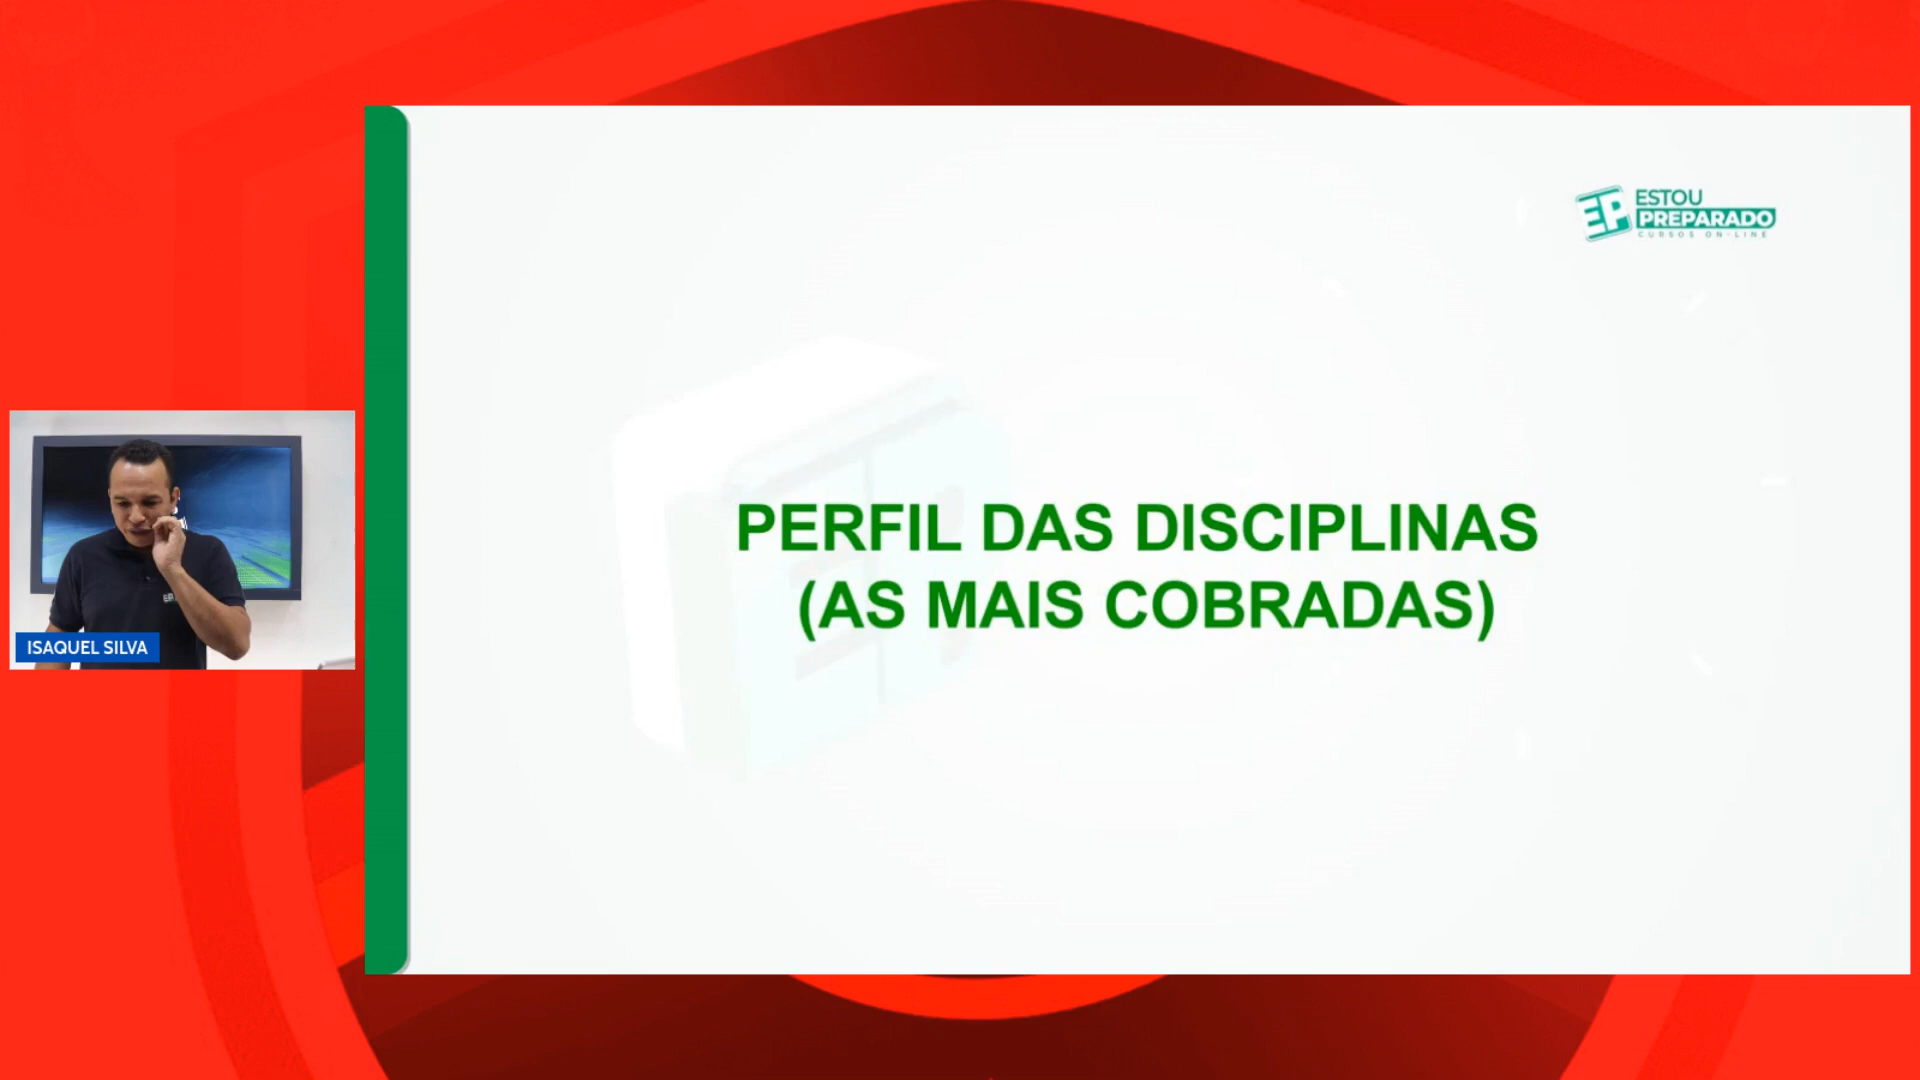 ESTOU
PREPARADO
CURSOS ON-LINE
PERFIL DAS DISCIPLINAS
(AS MAIS COBRADAS)
ISAQUEL SILVA